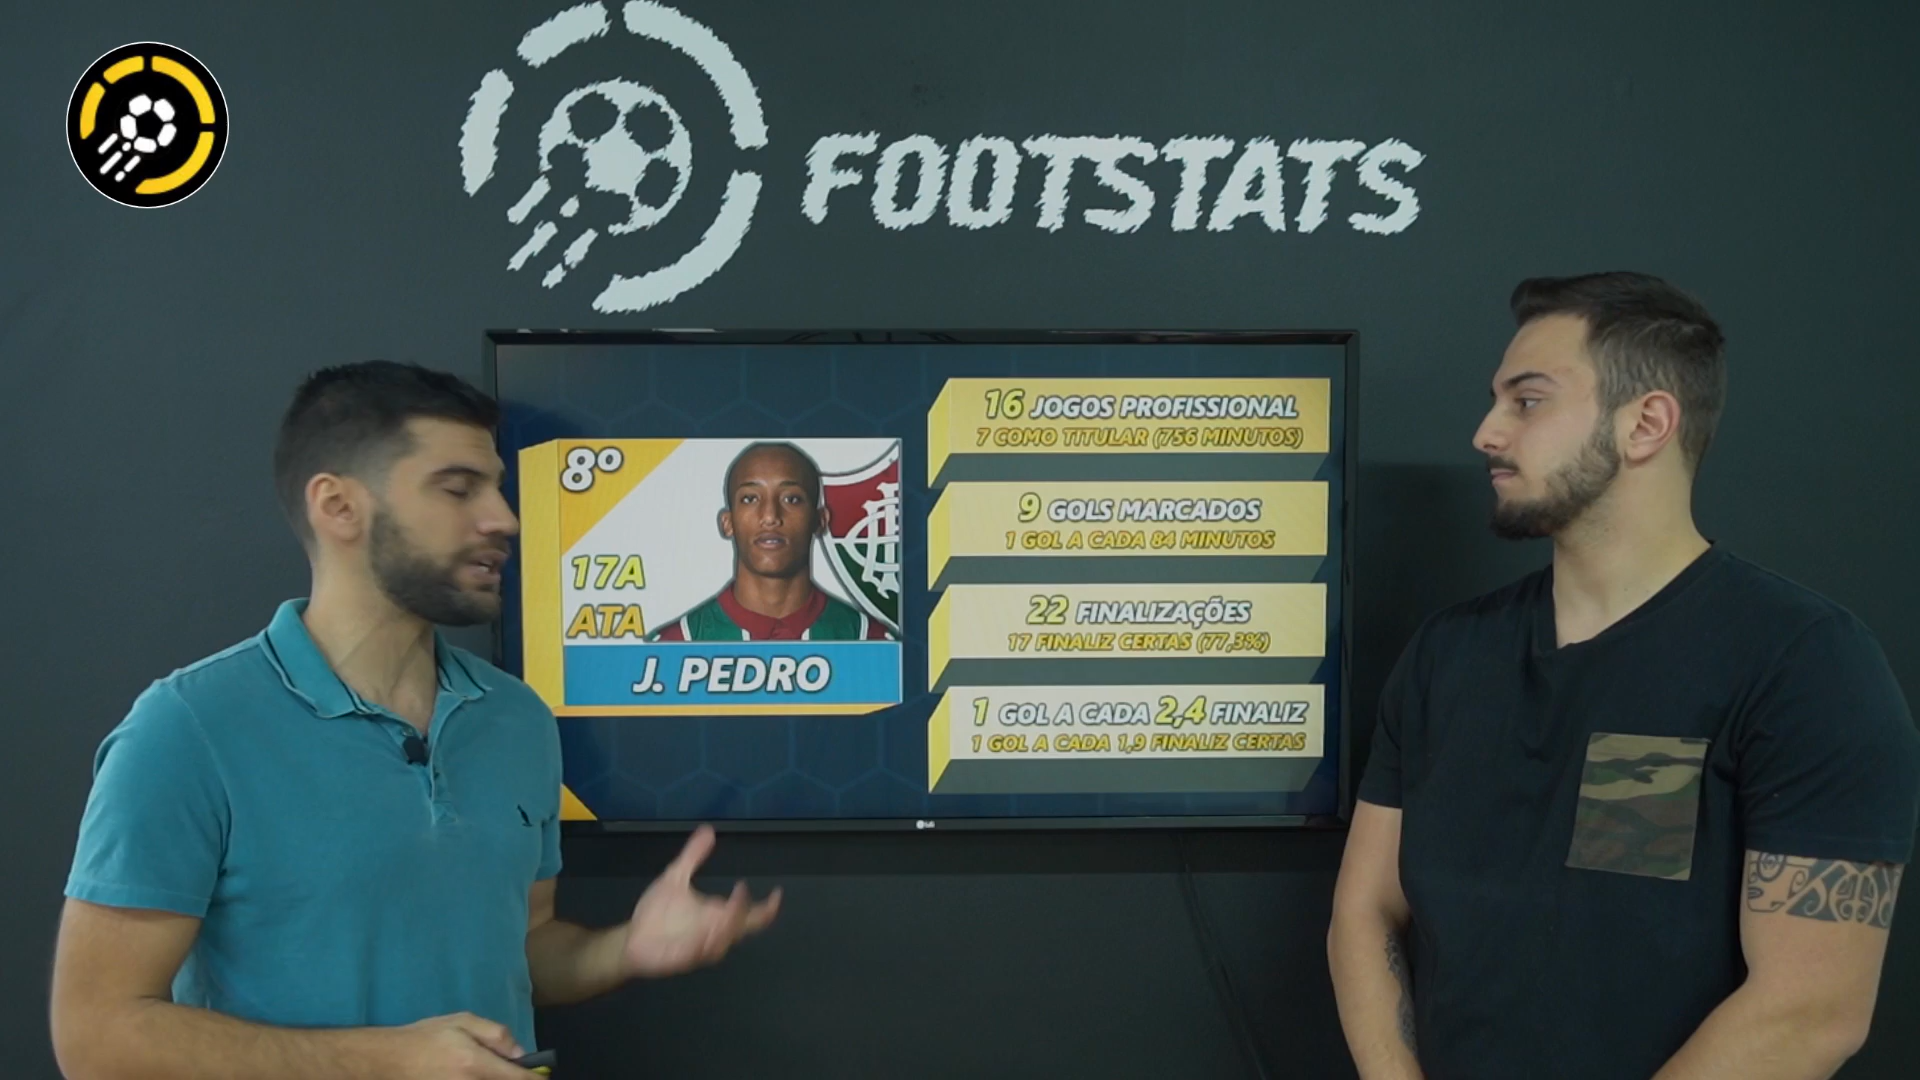 FOOTSTATS
8º
17A
ATA
J. PEDRO
16 JOGOS PROFISSIONAL
7 COMO TITULAR (756 MINUTOS)
9 GOLS MARCADOS
1 GOL A CADA 84 MINUTOS
22 FINALIZAÇÕES
17 FINALIZ CERTAS (77,3%)
1 GOL A CADA 2,4 FINALIZ
1 GOL A CADA 1,9 FINALIZ CERTAS
LG